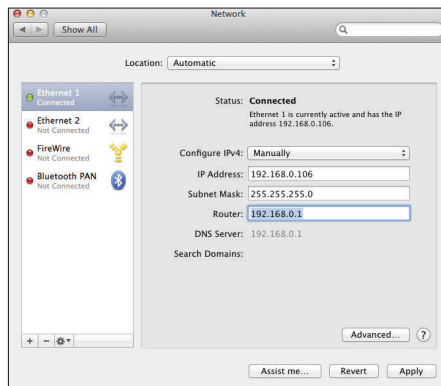 Network
Show All
Location: Automatic
Ethernet 1
Connected
Ethernet 2
Not Connected
FireWire
Not Connected
Bluetooth PAN
Not Connected
Status: Connected
Ethernet 1 is currently active and has the IP
address 192.168.0.106.
Configure IPv4: Manually
IP Address: 192.168.0.106
Subnet Mask: 255.255.255.0
Router: 192.168.0.1
DNS Server: 192.168.0.1
Search Domains:
Advanced... ?
Assist me... Revert Apply